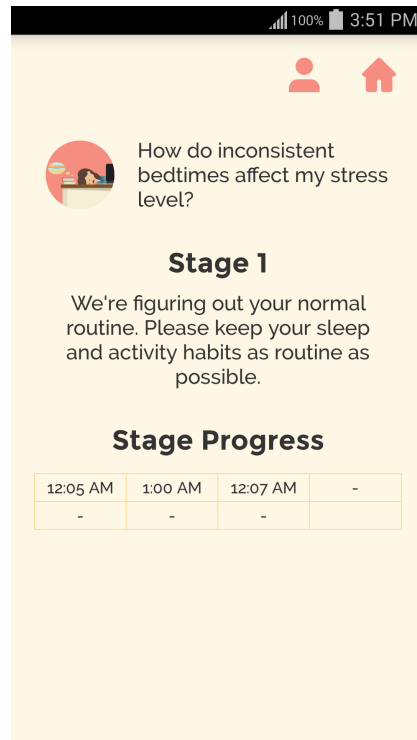 100% 3:51 PM
How do inconsistent
bedtimes affect my stress
level?
Stage 1
We're figuring out your normal
routine. Please keep your sleep
and activity habits as routine as
possible.
Stage Progress
12:05 AM 1:00 AM 12:07 AM -
- - -